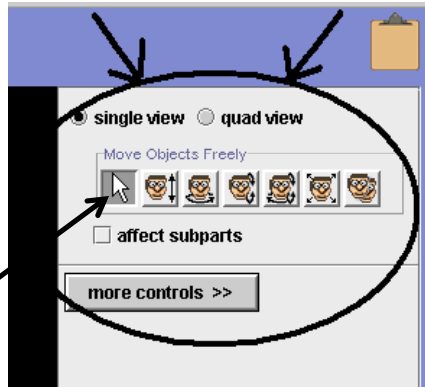 single view quad view
Move Objects Freely
affect subparts
more controls >>